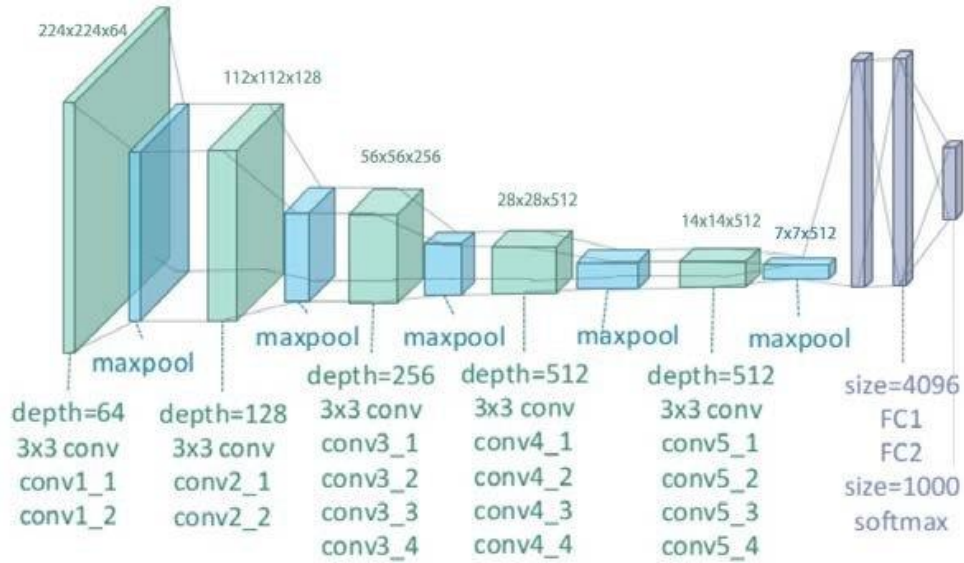 224x224x64
112x112x128
56x56x256
28x28x512
14x14x512
7x7x512
maxpool
maxpool
maxpool
maxpool
maxpool
depth=64
3x3 conv
conv1_1
conv1_2
depth=128
3x3 conv
conv2_1
conv2_2
depth=256
3x3 conv
conv3_1
conv3_2
conv3_3
conv3_4
depth=512
3x3 conv
conv4_1
conv4_2
conv4_3
conv4_4
depth=512
3x3 conv
conv5_1
conv5_2
conv5_3
conv5_4
size=4096
FC1
FC2
size=1000
softmax